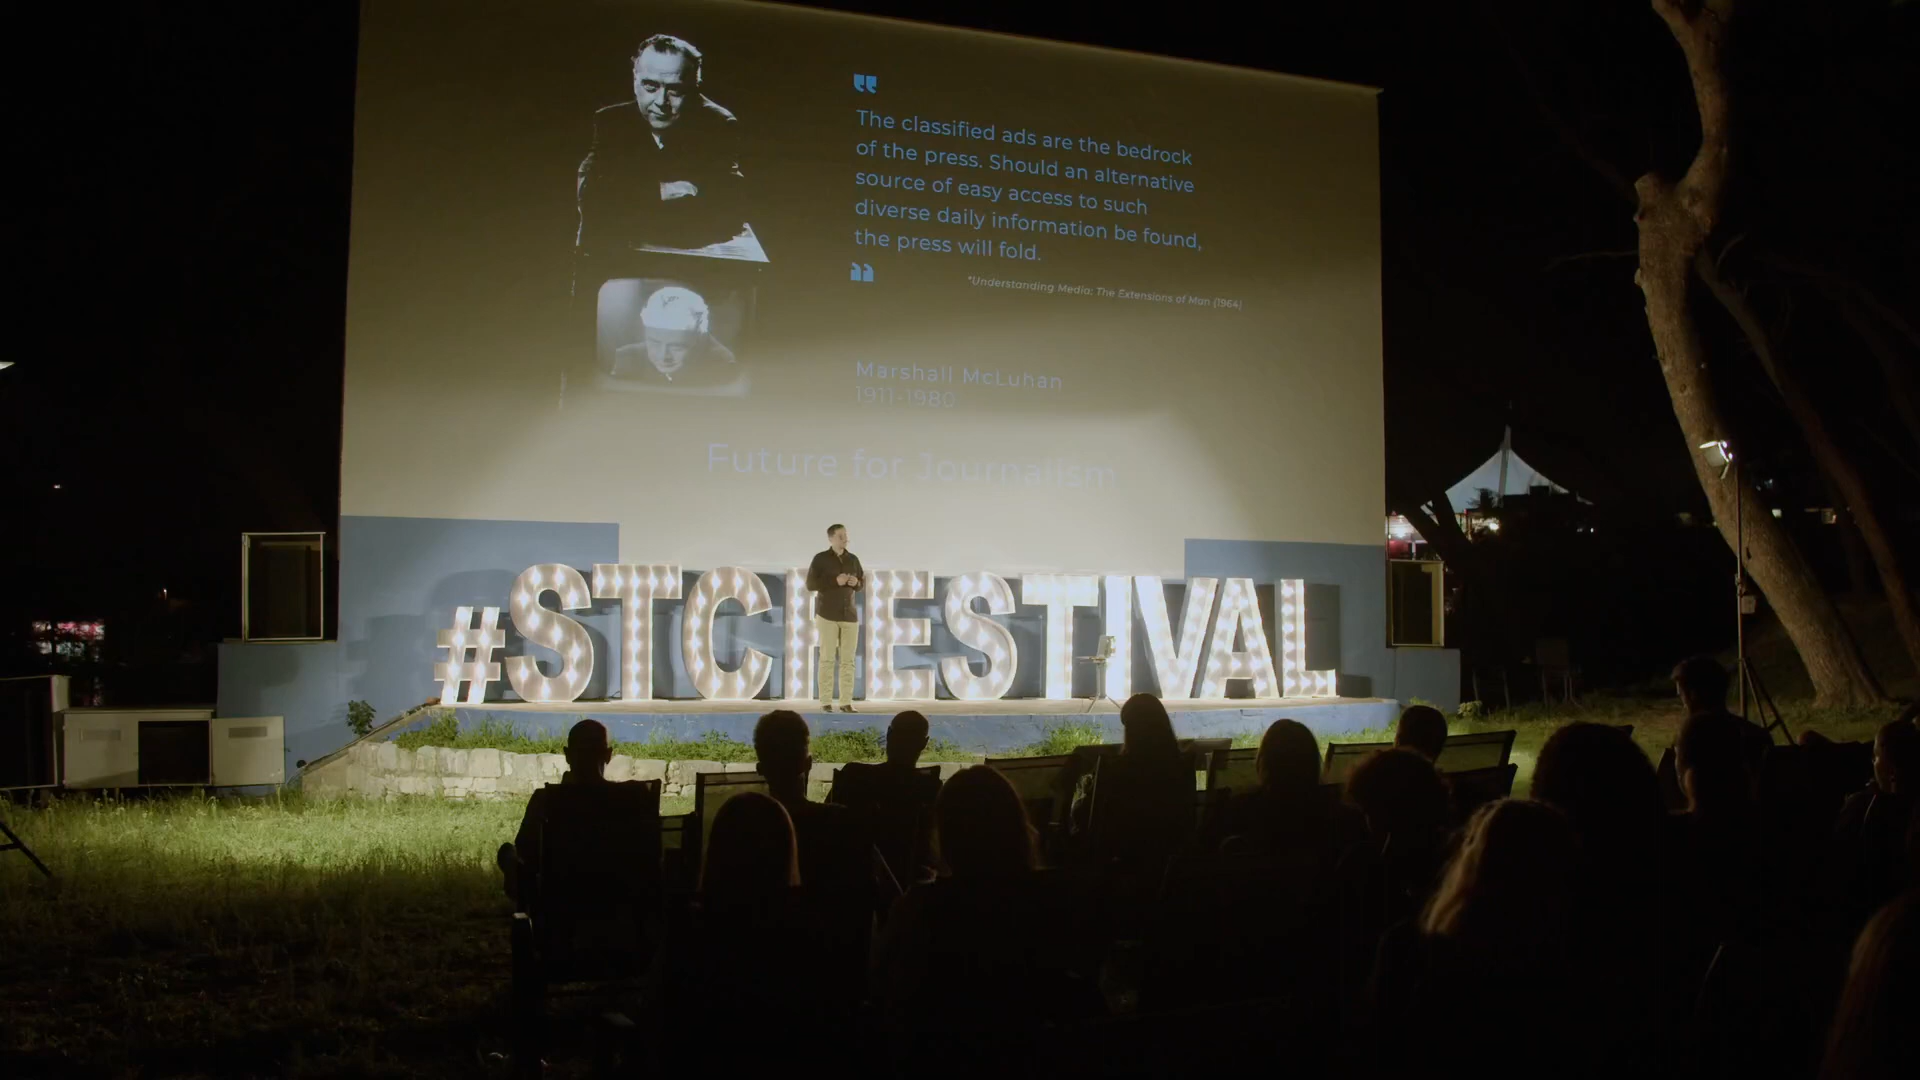 ❝
The classified ads are the bedrock
of the press. Should an alternative
source of easy access to such
diverse daily information be found,
the press will fold.
❞
*Understanding Media: The Extensions of Man (1964)
Marshall McLuhan
1911-1980
Future for Journalism
#STCFESTIVAL